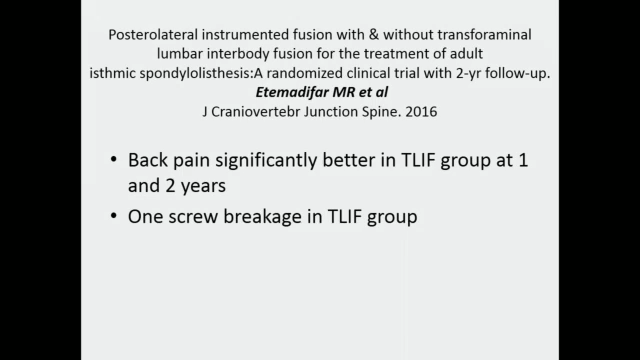 Posterolateral instrumented fusion with & without transforaminal
lumbar interbody fusion for the treatment of adult
isthmic spondylolisthesis:A randomized clinical trial with 2-yr follow-up.
Etemadifar MR et al
J Craniovertebr Junction Spine. 2016
• Back pain significantly better in TLIF group at 1
and 2 years
• One screw breakage in TLIF group